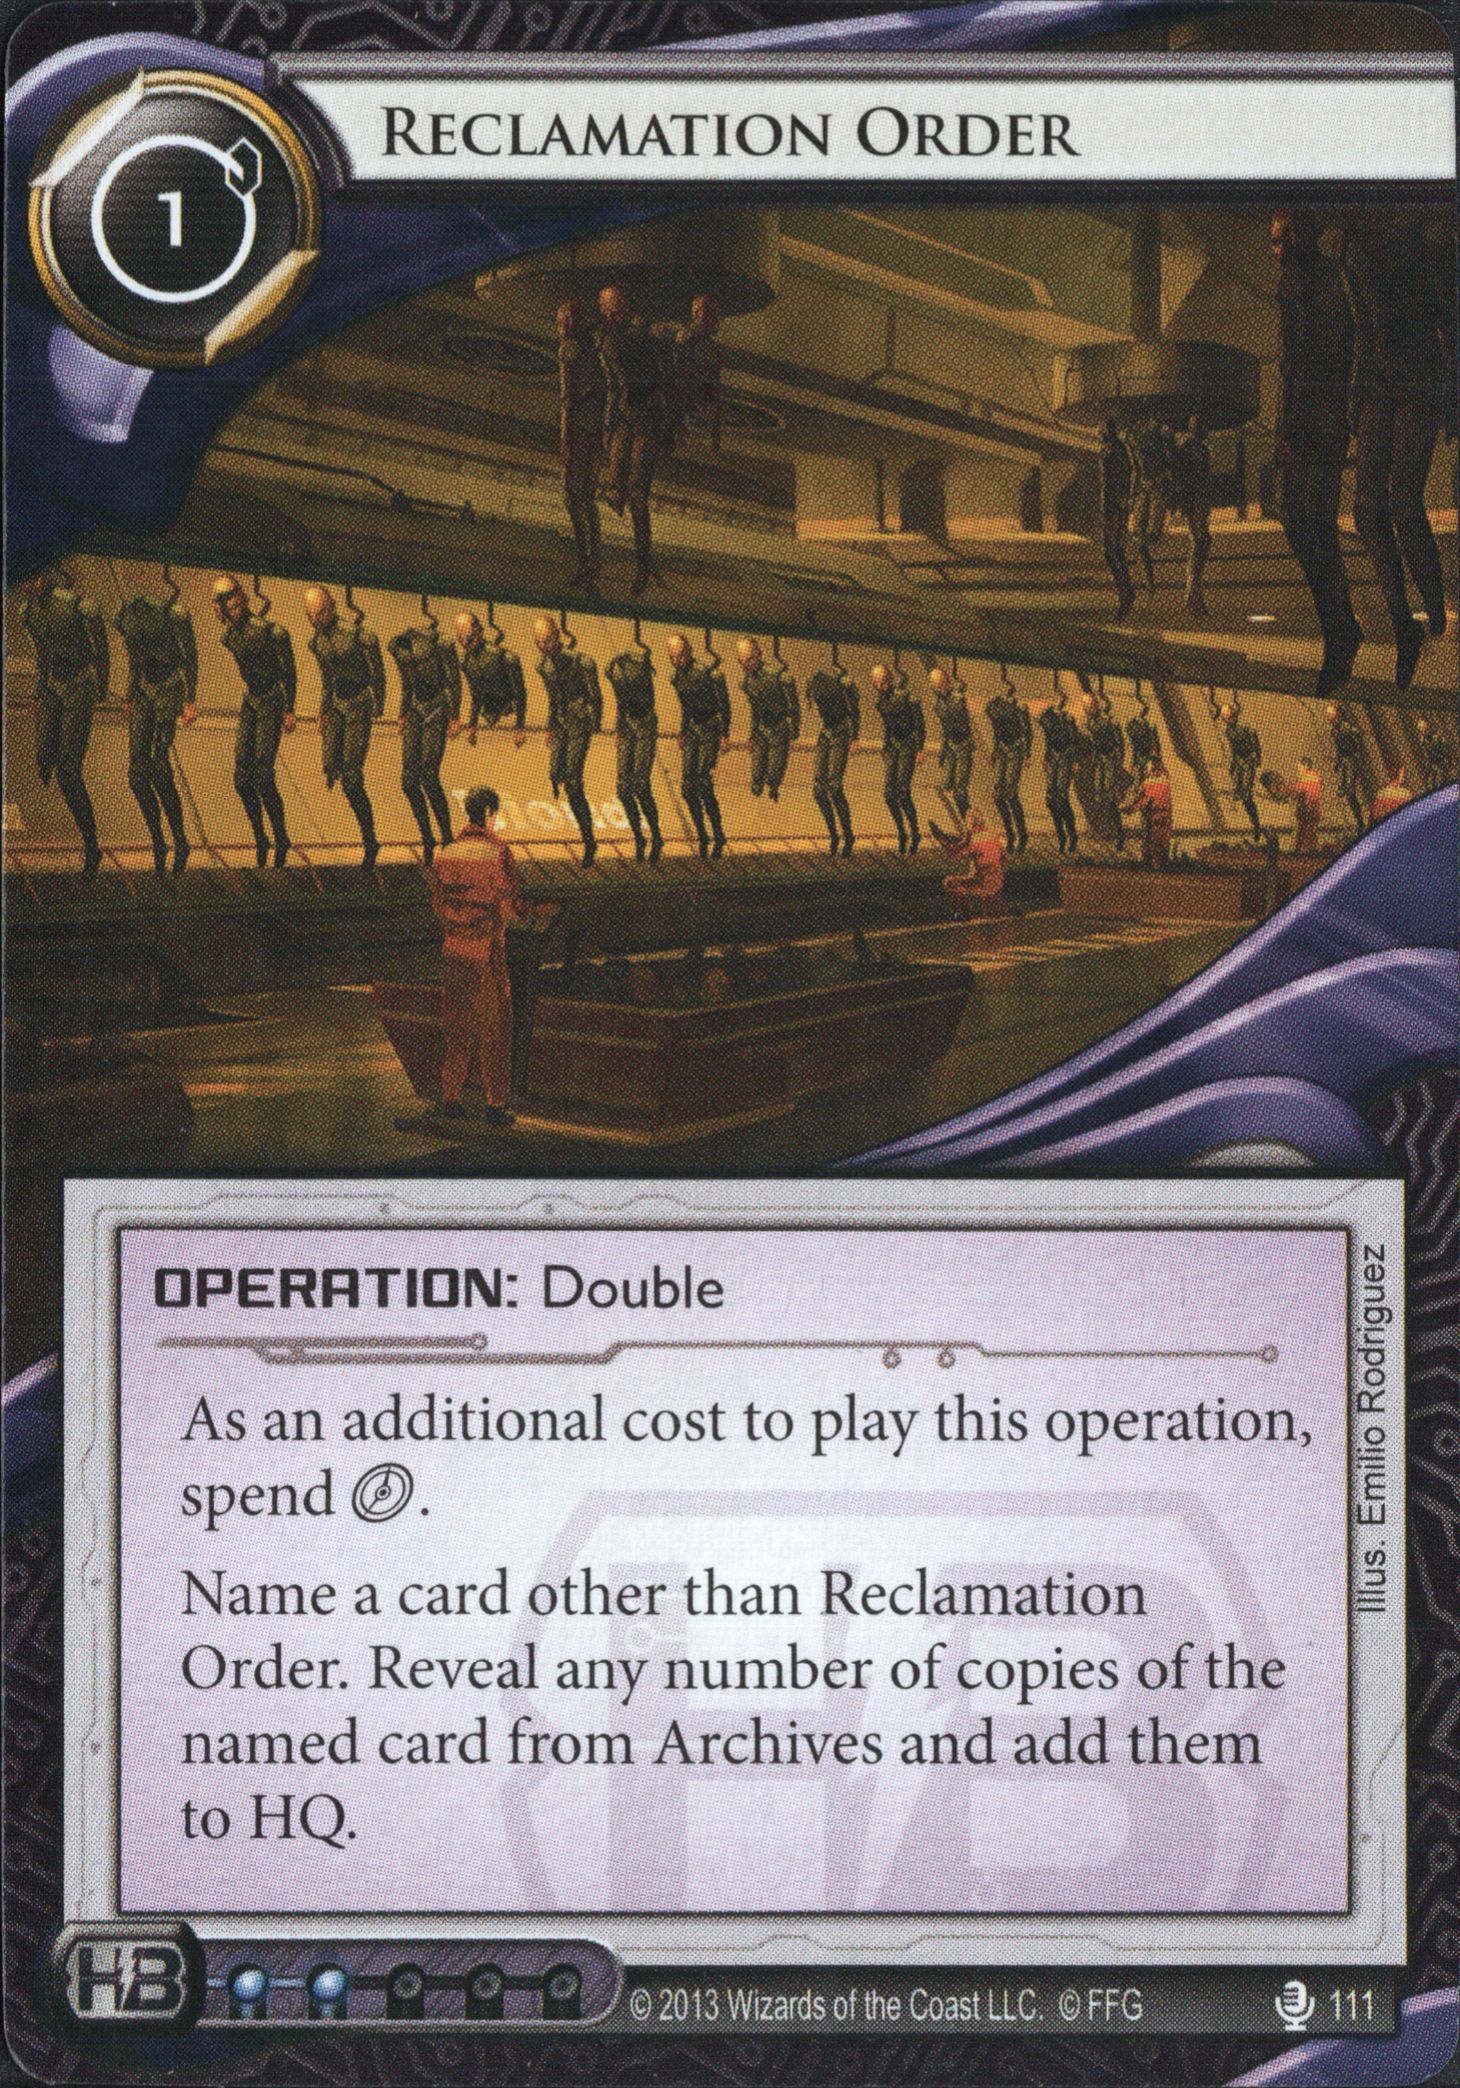 1
RECLAMATION ORDER
OPERATION: Double
As an additional cost to play this operation,
spend .
Name a card other than Reclamation
Order. Reveal any number of copies of the
named card from Archives and add them
to HQ.
Illus. Emilio Rodriguez
HB
© 2013 Wizards of the Coast LLC. © FFG
111